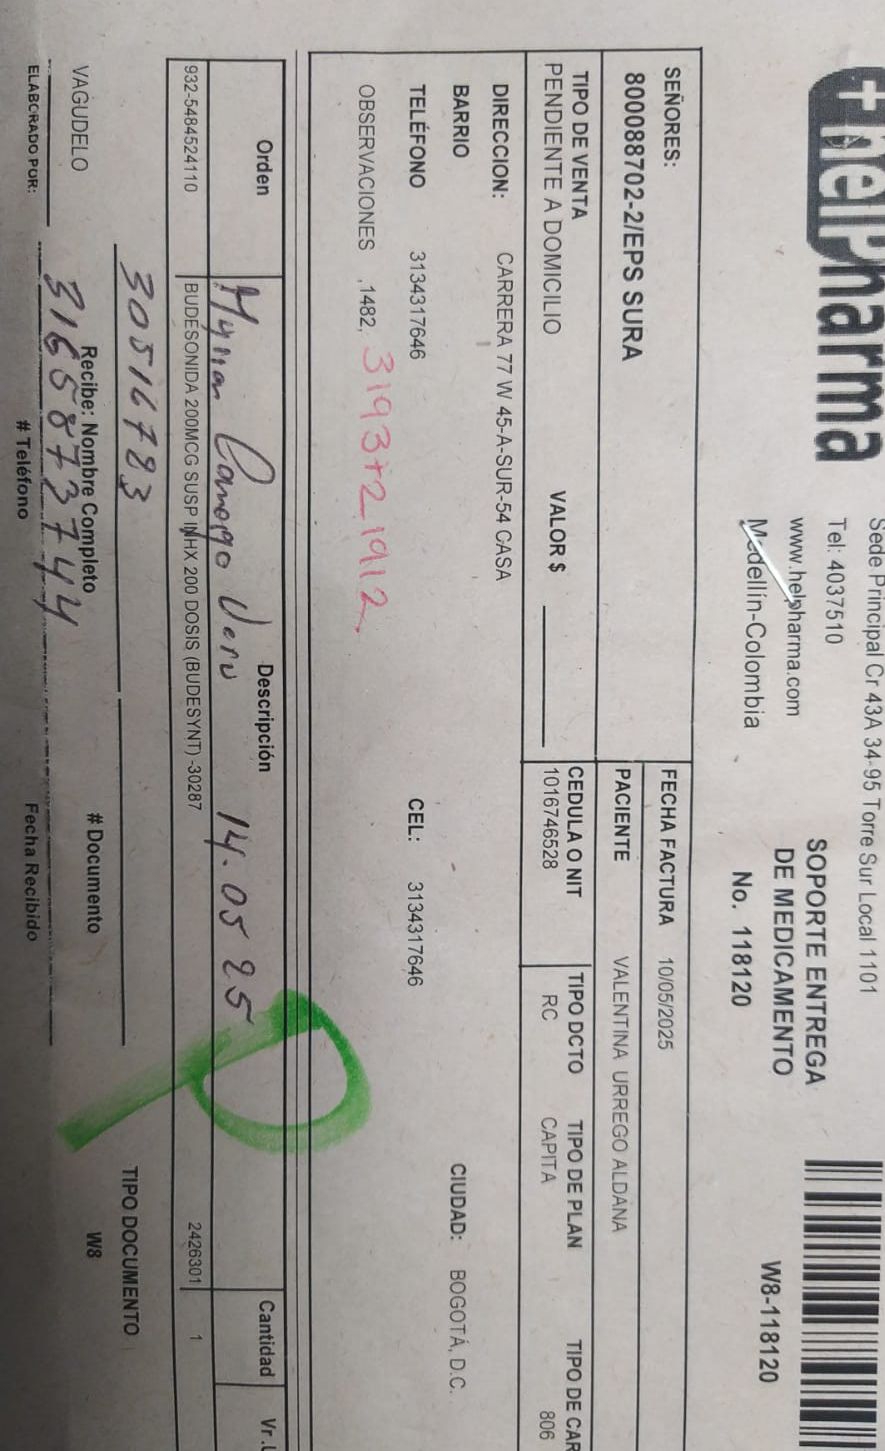 + helPharma
Sede Principal Cr 43A 34-95 Torre Sur Local 1101
Tel: 4037510
www.helpharma.com
Medellín-Colombia
SOPORTE ENTREGA
DE MEDICAMENTO
No. 118120
W8-118120
SEÑORES:
800088702-2/EPS SURA
FECHA FACTURA 10/05/2025
PACIENTE VALENTINA URREGO ALDANA
TIPO DE VENTA VALOR $ CEDULA O NIT TIPO DCTO TIPO DE PLAN TIPO DE CAR
PENDIENTE A DOMICILIO 1016746528 RC CAPITA 806
DIRECCION: CARRERA 77 W 45-A-SUR-54 CASA
BARRIO CIUDAD: BOGOTÁ, D.C.
TELÉFONO 3134317646 CEL: 3134317646
OBSERVACIONES ,1482, 3193721912
Orden Descripción Cantidad Vr.
14.05 25
932-5484524110 BUDESONIDA 200MCG SUSP INHX 200 DOSIS (BUDESYNT) -30287 2426301 1
30516783 TIPO DOCUMENTO
Recibe: Nombre Completo # Documento W8
VAGUDELO 3165873744
ELABORADO POR: # Teléfono Fecha Recibido